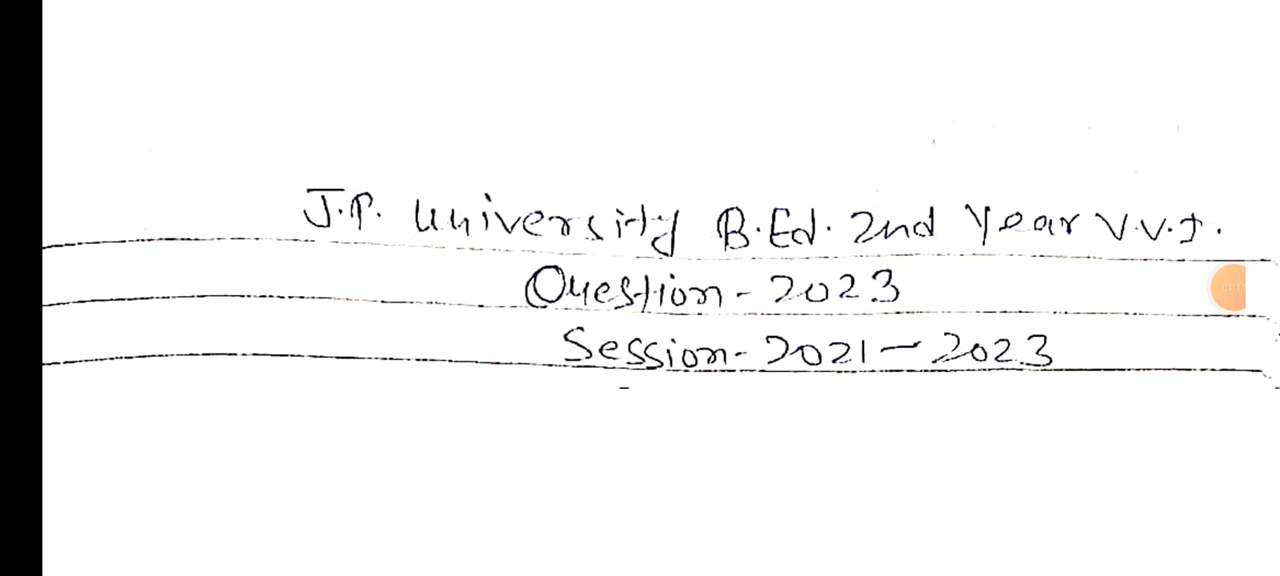 J.P. University B.Ed. 2nd Year V.V.I.
Question - 2023
Session - 2021 - 2023